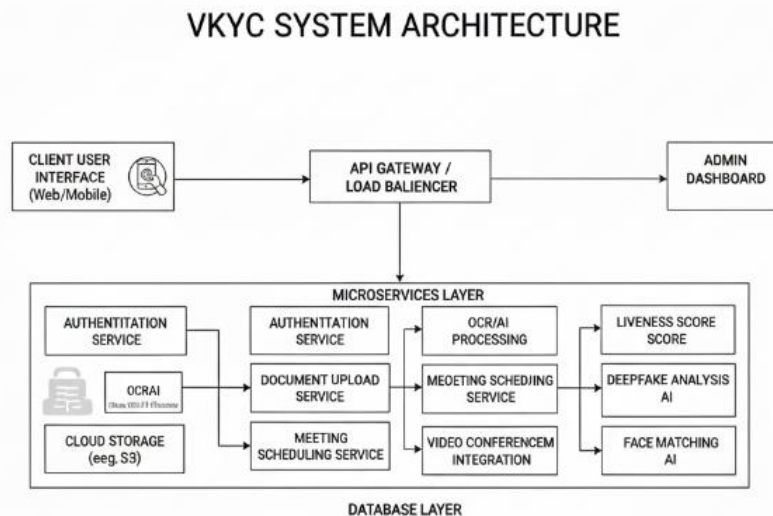 VKYC SYSTEM ARCHITECTURE
CLIENT USER
INTERFACE
(Web/Mobile)
API GATEWAY /
LOAD BALIENCER
ADMIN
DASHBOARD
MICROSERVICES LAYER
AUTHENTITATION
SERVICE
AUTHENTTATION
SERVICE
OCR/AI
PROCESSING
LIVENESS SCORE
SCORE
OCRAI
DOCUMENT UPLOAD
SERVICE
MEOETING SCHEDJING
SERVICE
DEEPFAKE ANALYSIS
AI
CLOUD STORAGE
(eeg. S3)
MEETING
SCHEDULING SERVICE
VIDEO CONFERENCEM
INTEGRATION
FACE MATCHING
AI
DATABASE LAYER